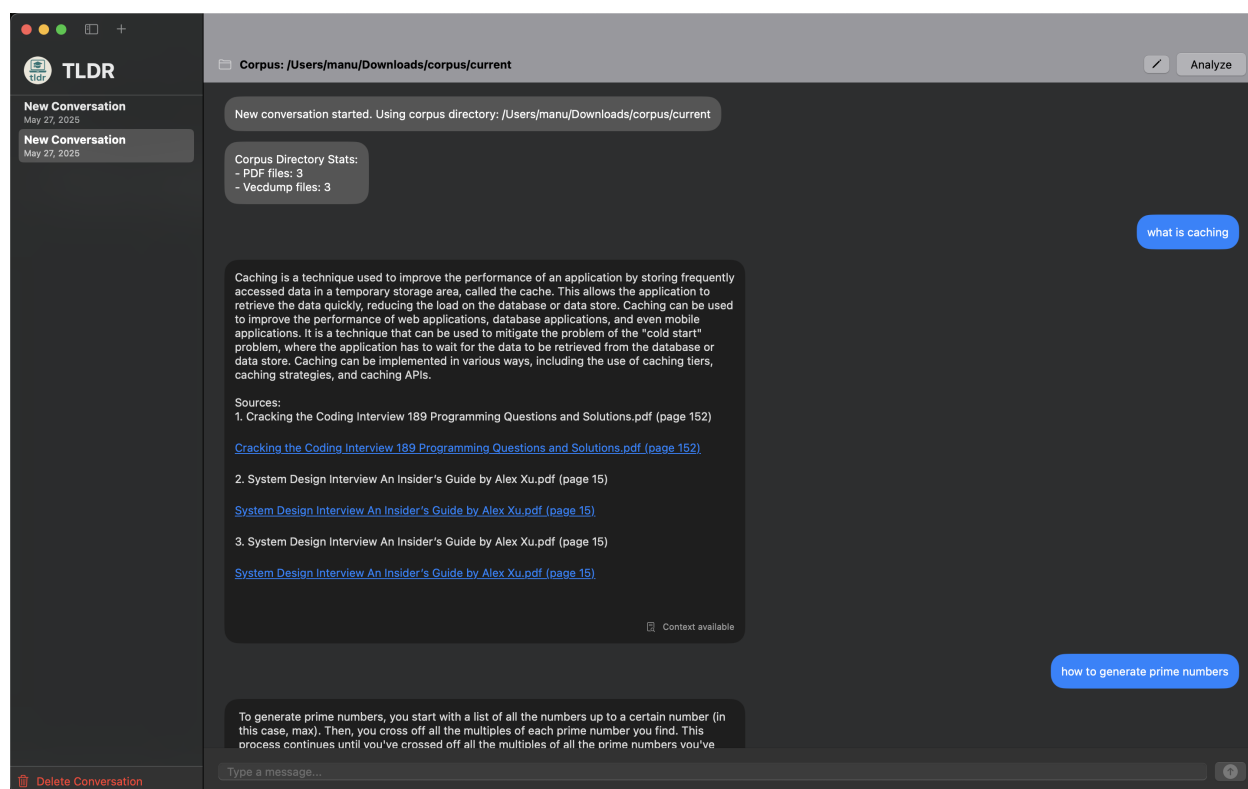 tldr
TLDR
New Conversation
May 27, 2025
New Conversation
May 27, 2025
Delete Conversation
Corpus: /Users/manu/Downloads/corpus/current
Analyze
New conversation started. Using corpus directory: /Users/manu/Downloads/corpus/current
Corpus Directory Stats:
- PDF files: 3
- Vecdump files: 3
what is caching
Caching is a technique used to improve the performance of an application by storing frequently
accessed data in a temporary storage area, called the cache. This allows the application to
retrieve the data quickly, reducing the load on the database or data store. Caching can be used
to improve the performance of web applications, database applications, and even mobile
applications. It is a technique that can be used to mitigate the problem of the "cold start"
problem, where the application has to wait for the data to be retrieved from the database or
data store. Caching can be implemented in various ways, including the use of caching tiers,
caching strategies, and caching APIs.
Sources:
1. Cracking the Coding Interview 189 Programming Questions and Solutions.pdf (page 152)
Cracking the Coding Interview 189 Programming Questions and Solutions.pdf (page 152)
2. System Design Interview An Insider's Guide by Alex Xu.pdf (page 15)
System Design Interview An Insider's Guide by Alex Xu.pdf (page 15)
3. System Design Interview An Insider's Guide by Alex Xu.pdf (page 15)
System Design Interview An Insider's Guide by Alex Xu.pdf (page 15)
Context available
how to generate prime numbers
To generate prime numbers, you start with a list of all the numbers up to a certain number (in
this case, max). Then, you cross off all the multiples of each prime number you find. This
process continues until you've crossed off all the multiples of all the prime numbers you've
Type a message...